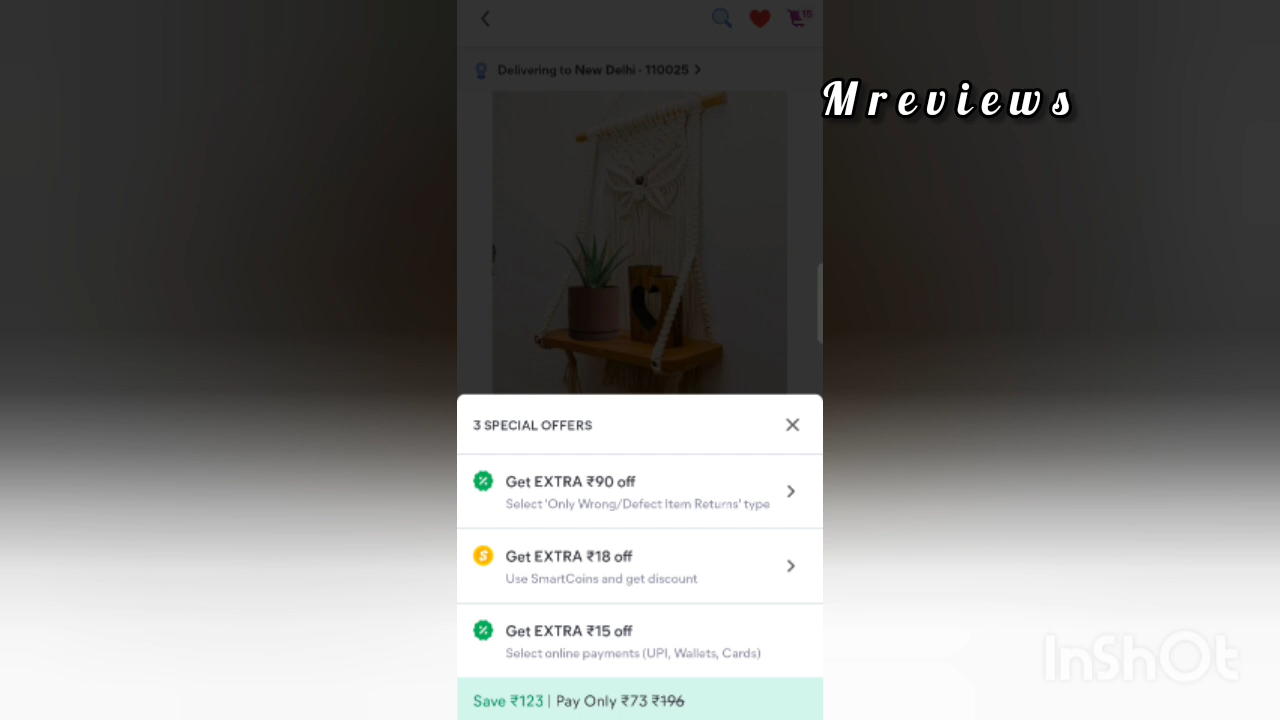 15
Delivering to New Delhi - 110025
Mreviews
3 SPECIAL OFFERS
Get EXTRA ₹90 off
Select 'Only Wrong/Defect Item Returns' type
Get EXTRA ₹18 off
Use SmartCoins and get discount
Get EXTRA ₹15 off
Select online payments (UPI, Wallets, Cards)
Save ₹123 | Pay Only ₹73 ₹196
InShOt